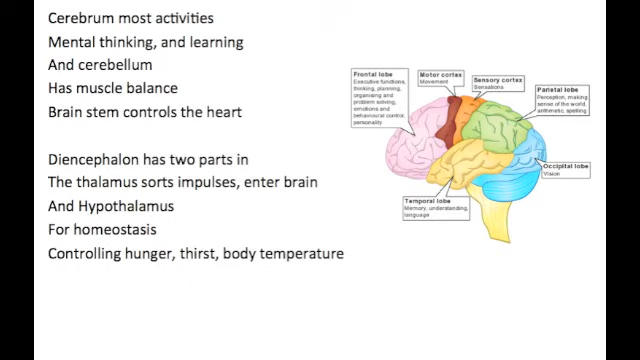 Cerebrum most activities
Mental thinking, and learning
And cerebellum
Has muscle balance
Brain stem controls the heart
Diencephalon has two parts in
The thalamus sorts impulses, enter brain
And Hypothalamus
For homeostasis
Controlling hunger, thirst, body temperature
Frontal lobe
Executive functions,
thinking, planning,
organising and
problem solving,
emotions and
behavioural control,
personality
Motor cortex
Movement
Sensory cortex
Sensations
Parietal lobe
Perception, making
sense of the world,
arithmetic, spelling
Occipital lobe
Vision
Temporal lobe
Memory, understanding,
language